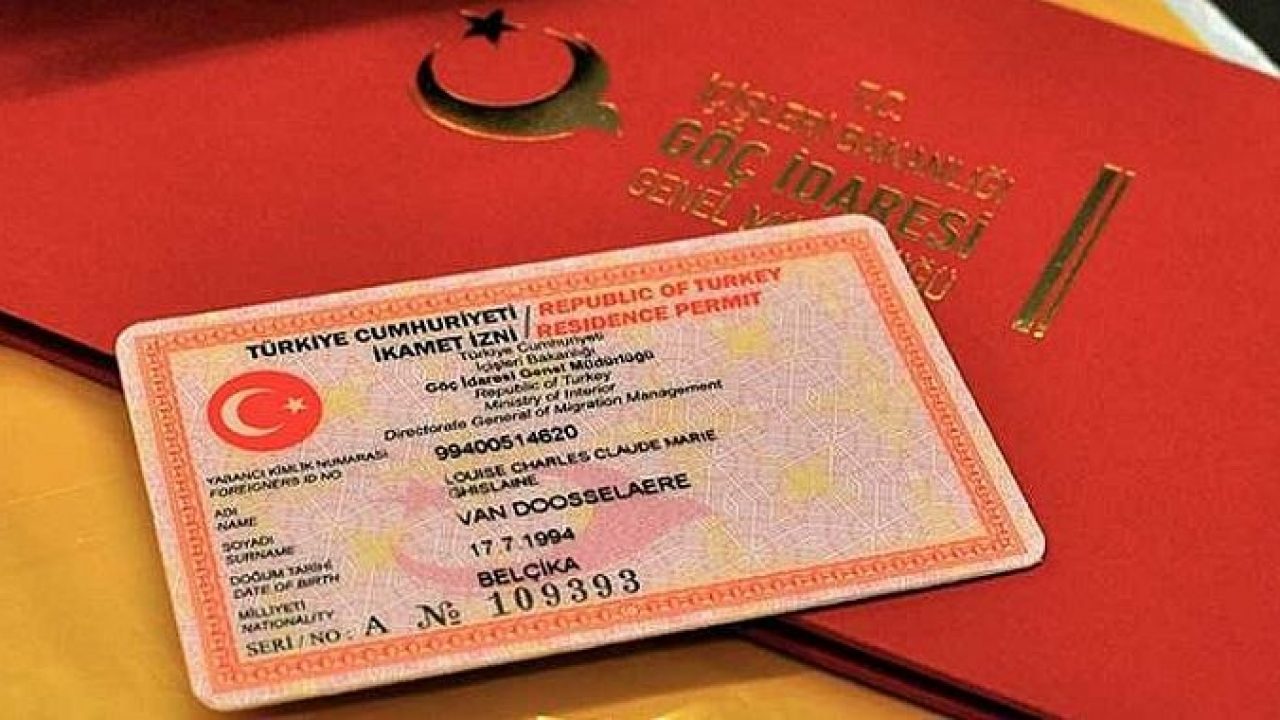 T.C.
İÇİŞLERİ BAKANLIĞI
GÖÇ İDARESİ
GENEL
TÜRKİYE CUMHURİYETİ / REPUBLIC OF TURKEY
İKAMET İZNİ / RESIDENCE PERMIT
Türkiye Cumhuriyeti
İçişleri Bakanlığı
Göç İdaresi Genel Müdürlüğü
Republic of Turkey
Ministry of Interior
Directorate General of Migration Management
YABANCI KİMLİK NUMARASI
FOREIGNERS ID NO
99400514620
ADI
NAME
LOUISE CHARLES CLAUDE MARIE
GHISLAINE
SOYADI
SURNAME
VAN DOOSSELAERE
DOĞUM TARİHİ
DATE OF BIRTH
17.7.1994
MİLLİYETİ
NATIONALITY
BELÇİKA
SERİ / NO : A № 109393